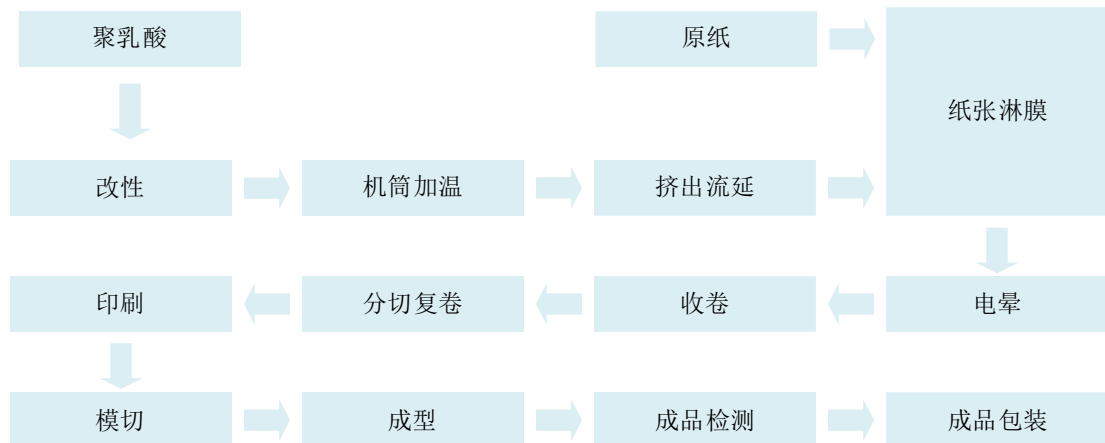 聚乳酸
原纸
纸张淋膜
改性
机筒加温
挤出流延
印刷
分切复卷
收卷
电晕
模切
成型
成品检测
成品包装